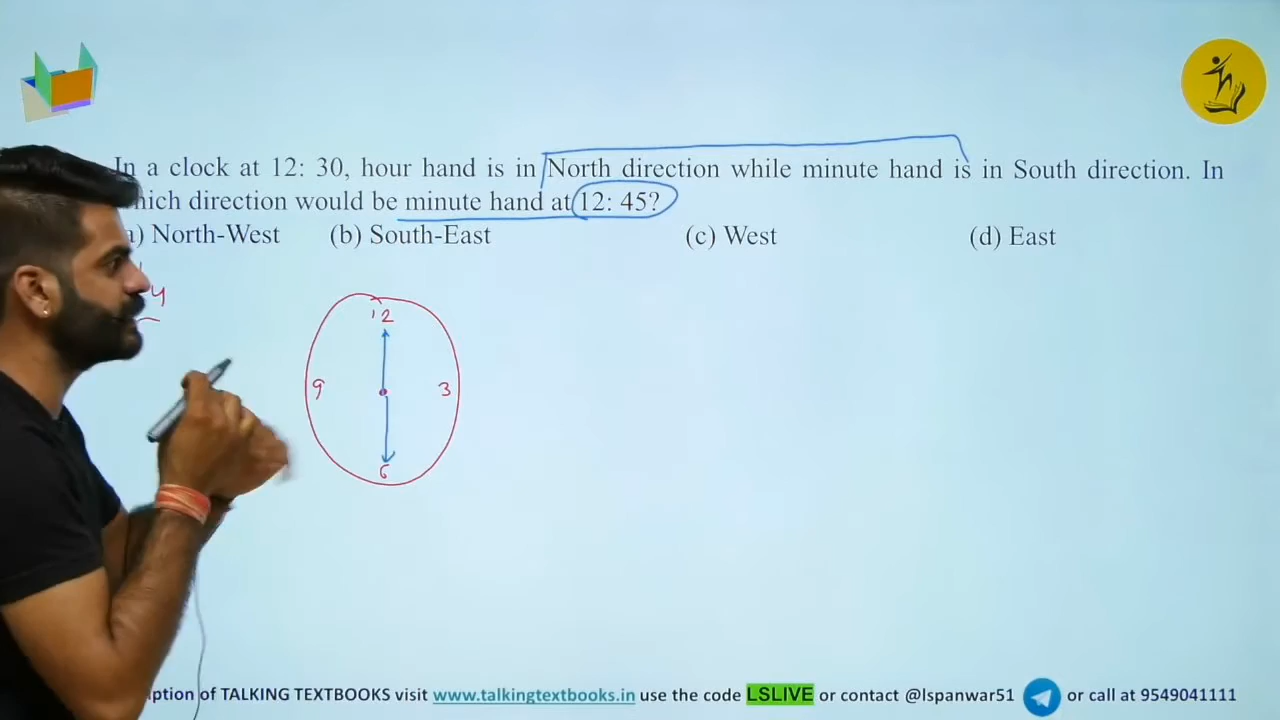 In a clock at 12: 30, hour hand is in North direction while minute hand is in South direction. In
which direction would be minute hand at 12: 45?
a) North-West (b) South-East (c) West (d) East
4
12
9 3
6
of TALKING TEXTBOOKS visit www.talkingtextbooks.in use the code LSLIVE or contact @lspanwar51 or call at 9549041111